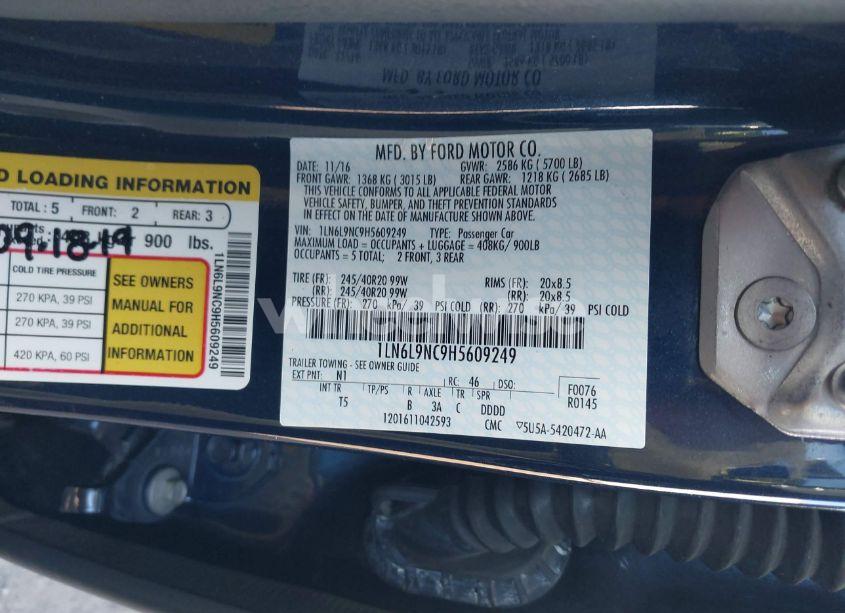 MFD. BY FORD MOTOR CO.
MFD. BY FORD MOTOR CO.
DATE: 11/16 GVWR: 2586 KG ( 5700 LB)
FRONT GAWR: 1368 KG ( 3015 LB) REAR GAWR: 1218 KG ( 2685 LB)
THIS VEHICLE CONFORMS TO ALL APPLICABLE FEDERAL MOTOR
VEHICLE SAFETY, BUMPER, AND THEFT PREVENTION STANDARDS
IN EFFECT ON THE DATE OF MANUFACTURE SHOWN ABOVE.
VIN: 1LN6L9NC9H5609249 TYPE: Passenger Car
MAXIMUM LOAD = OCCUPANTS + LUGGAGE = 408KG/ 900LB
OCCUPANTS = 5 TOTAL; 2 FRONT, 3 REAR
TIRE (FR): 245/40R20 99W RIMS (FR): 20x8.5
(RR): 245/40R20 99W (RR): 20x8.5
PRESSURE (FR): 270 kPa/ 39 PSI COLD (RR): 270 kPa/ 39 PSI COLD
1LN6L9NC9H5609249
TRAILER TOWING - SEE OWNER GUIDE
EXT PNT: N1 RC: 46 DSO: F0076
INT TR TP/PS R AXLE TR SPR R0145
T5 B 3A C DDDD
1201611042593 CMC ▽5U5A-5420472-AA
D LOADING INFORMATION
TOTAL : 5 FRONT: 2 REAR: 3
09-18-19
900 lbs.
COLD TIRE PRESSURE
270 KPA, 39 PSI
270 KPA, 39 PSI
420 KPA, 60 PSI
SEE OWNERS
MANUAL FOR
ADDITIONAL
INFORMATION
1LN6L9NC9H5609249